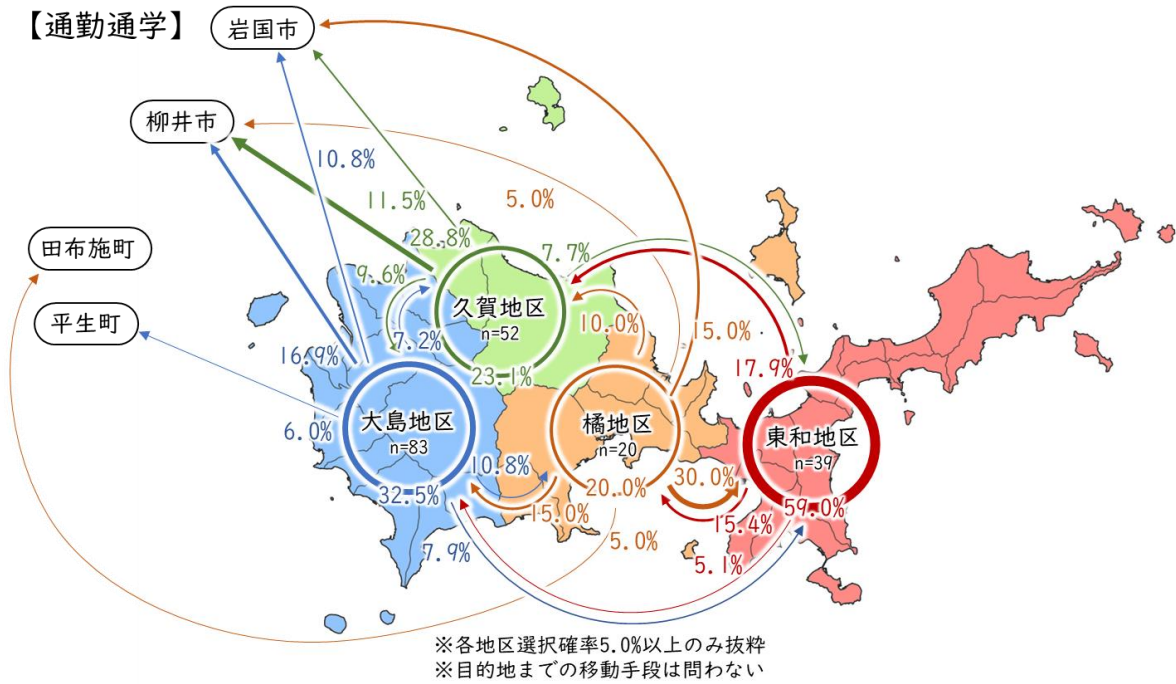 【通勤通学】
岩国市
柳井市
10.8%
11.5%
5.0%
田布施町
28.8%
7.7%
9.6%
久賀地区
n=52
平生町
7.2%
10.0%
15.0%
16.9%
23.1%
17.9%
大島地区
n=83
橘地区
n=20
東和地区
n=39
6.0%
10.8%
30.0%
32.5%
20.0%
59.0%
15.0%
15.4%
7.9%
5.0%
5.1%
※各地区選択確率5.0%以上のみ抜粋
※目的地までの移動手段は問わない